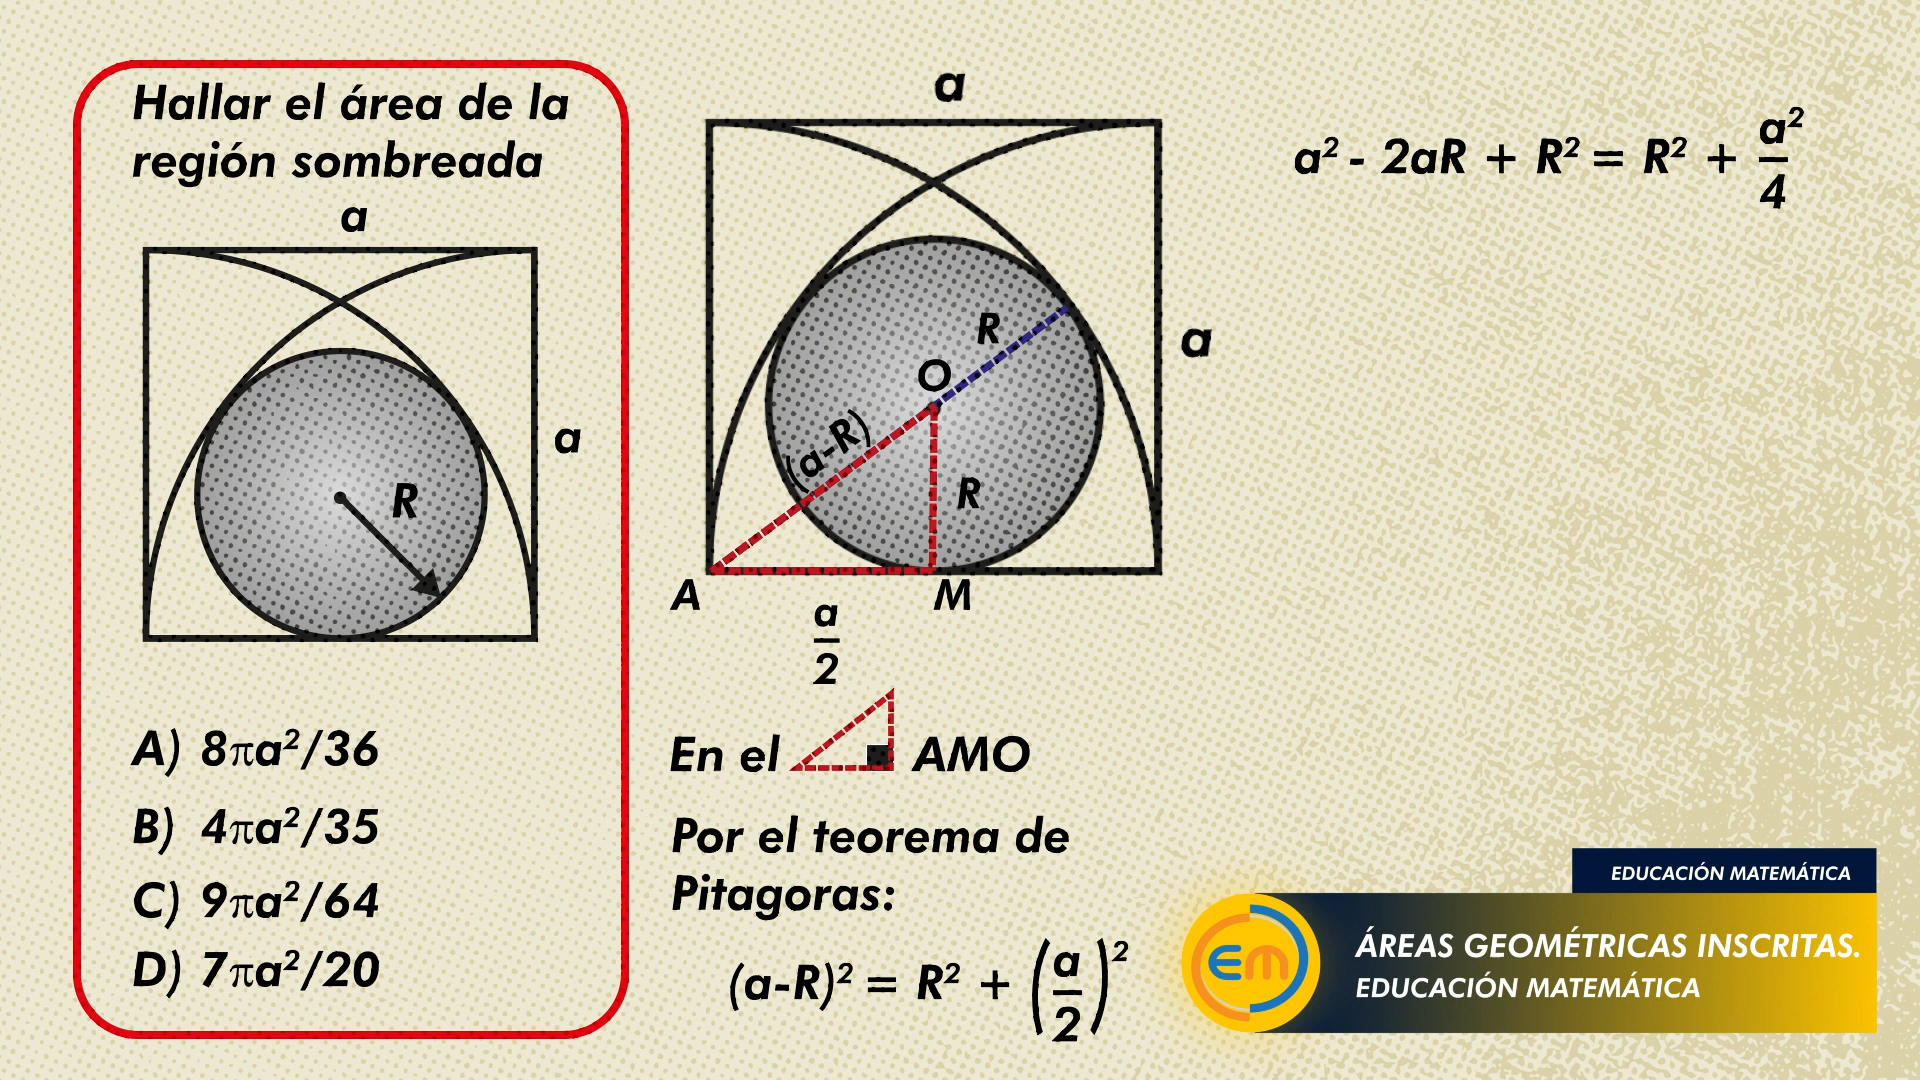 Hallar el área de la
región sombreada
a
a
R
A) 8πa²/36
B) 4πa²/35
C) 9πa²/64
D) 7πa²/20
a
a
R
O
(a-R)
R
A
M
a
2
En el AMO
Por el teorema de
Pitagoras:
(a-R)² = R² + (a/2)²
a² - 2aR + R² = R² + a²/4
EDUCACIÓN MATEMÁTICA
em
ÁREAS GEOMÉTRICAS INSCRITAS.
EDUCACIÓN MATEMÁTICA